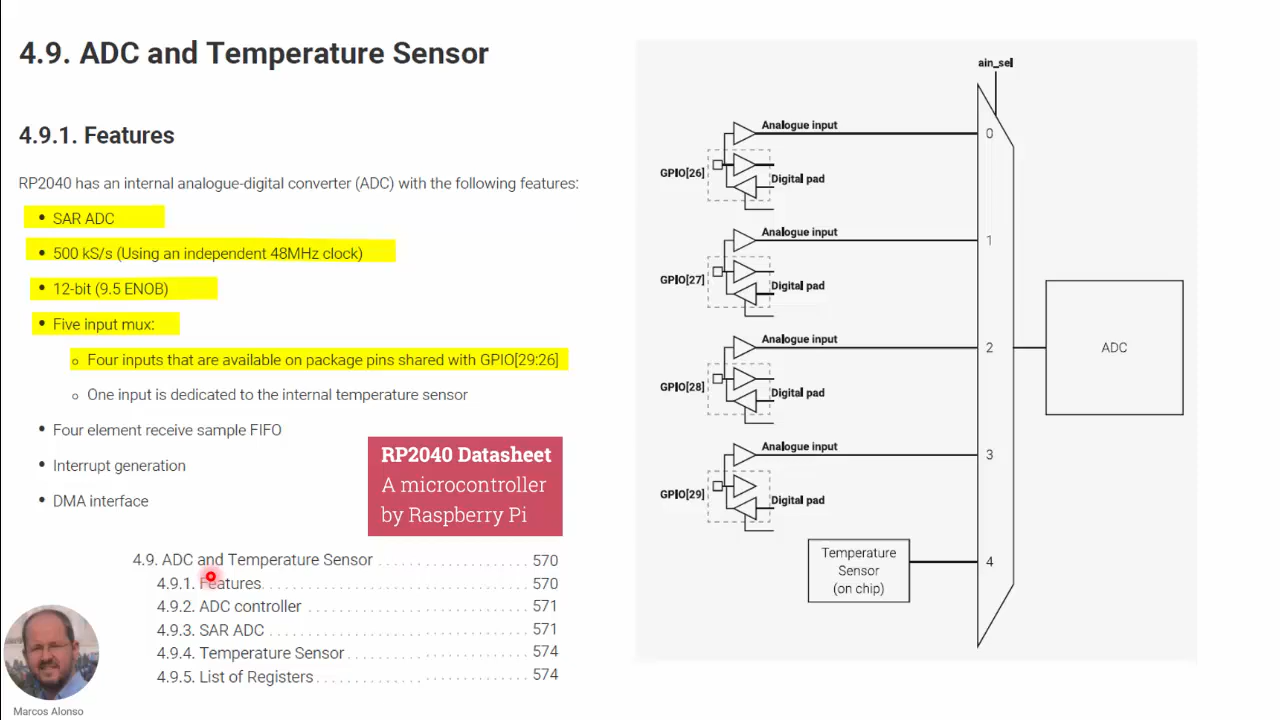 4.9. ADC and Temperature Sensor
4.9.1. Features
RP2040 has an internal analogue-digital converter (ADC) with the following features:
• SAR ADC
• 500 kS/s (Using an independent 48MHz clock)
• 12-bit (9.5 ENOB)
• Five input mux:
◦ Four inputs that are available on package pins shared with GPIO[29:26]
◦ One input is dedicated to the internal temperature sensor
• Four element receive sample FIFO
• Interrupt generation
• DMA interface
RP2040 Datasheet
A microcontroller
by Raspberry Pi
4.9. ADC and Temperature Sensor 570
4.9.1. Features 570
4.9.2. ADC controller 571
4.9.3. SAR ADC 571
4.9.4. Temperature Sensor 574
4.9.5. List of Registers 574
Marcos Alonso
ain_sel
Analogue input
0
GPIO[26]
Digital pad
Analogue input
1
GPIO[27]
Digital pad
Analogue input
2
GPIO[28]
Digital pad
ADC
Analogue input
3
GPIO[29]
Digital pad
Temperature
Sensor
(on chip)
4